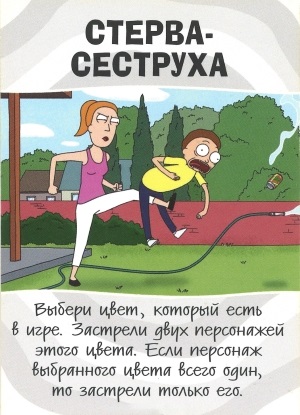 СТЕРВА-
СЕСТРУХА
Выбери цвет, который есть
в игре. Застрели двух персонажей
этого цвета. Если персонаж
выбранного цвета всего один,
то застрели только его.